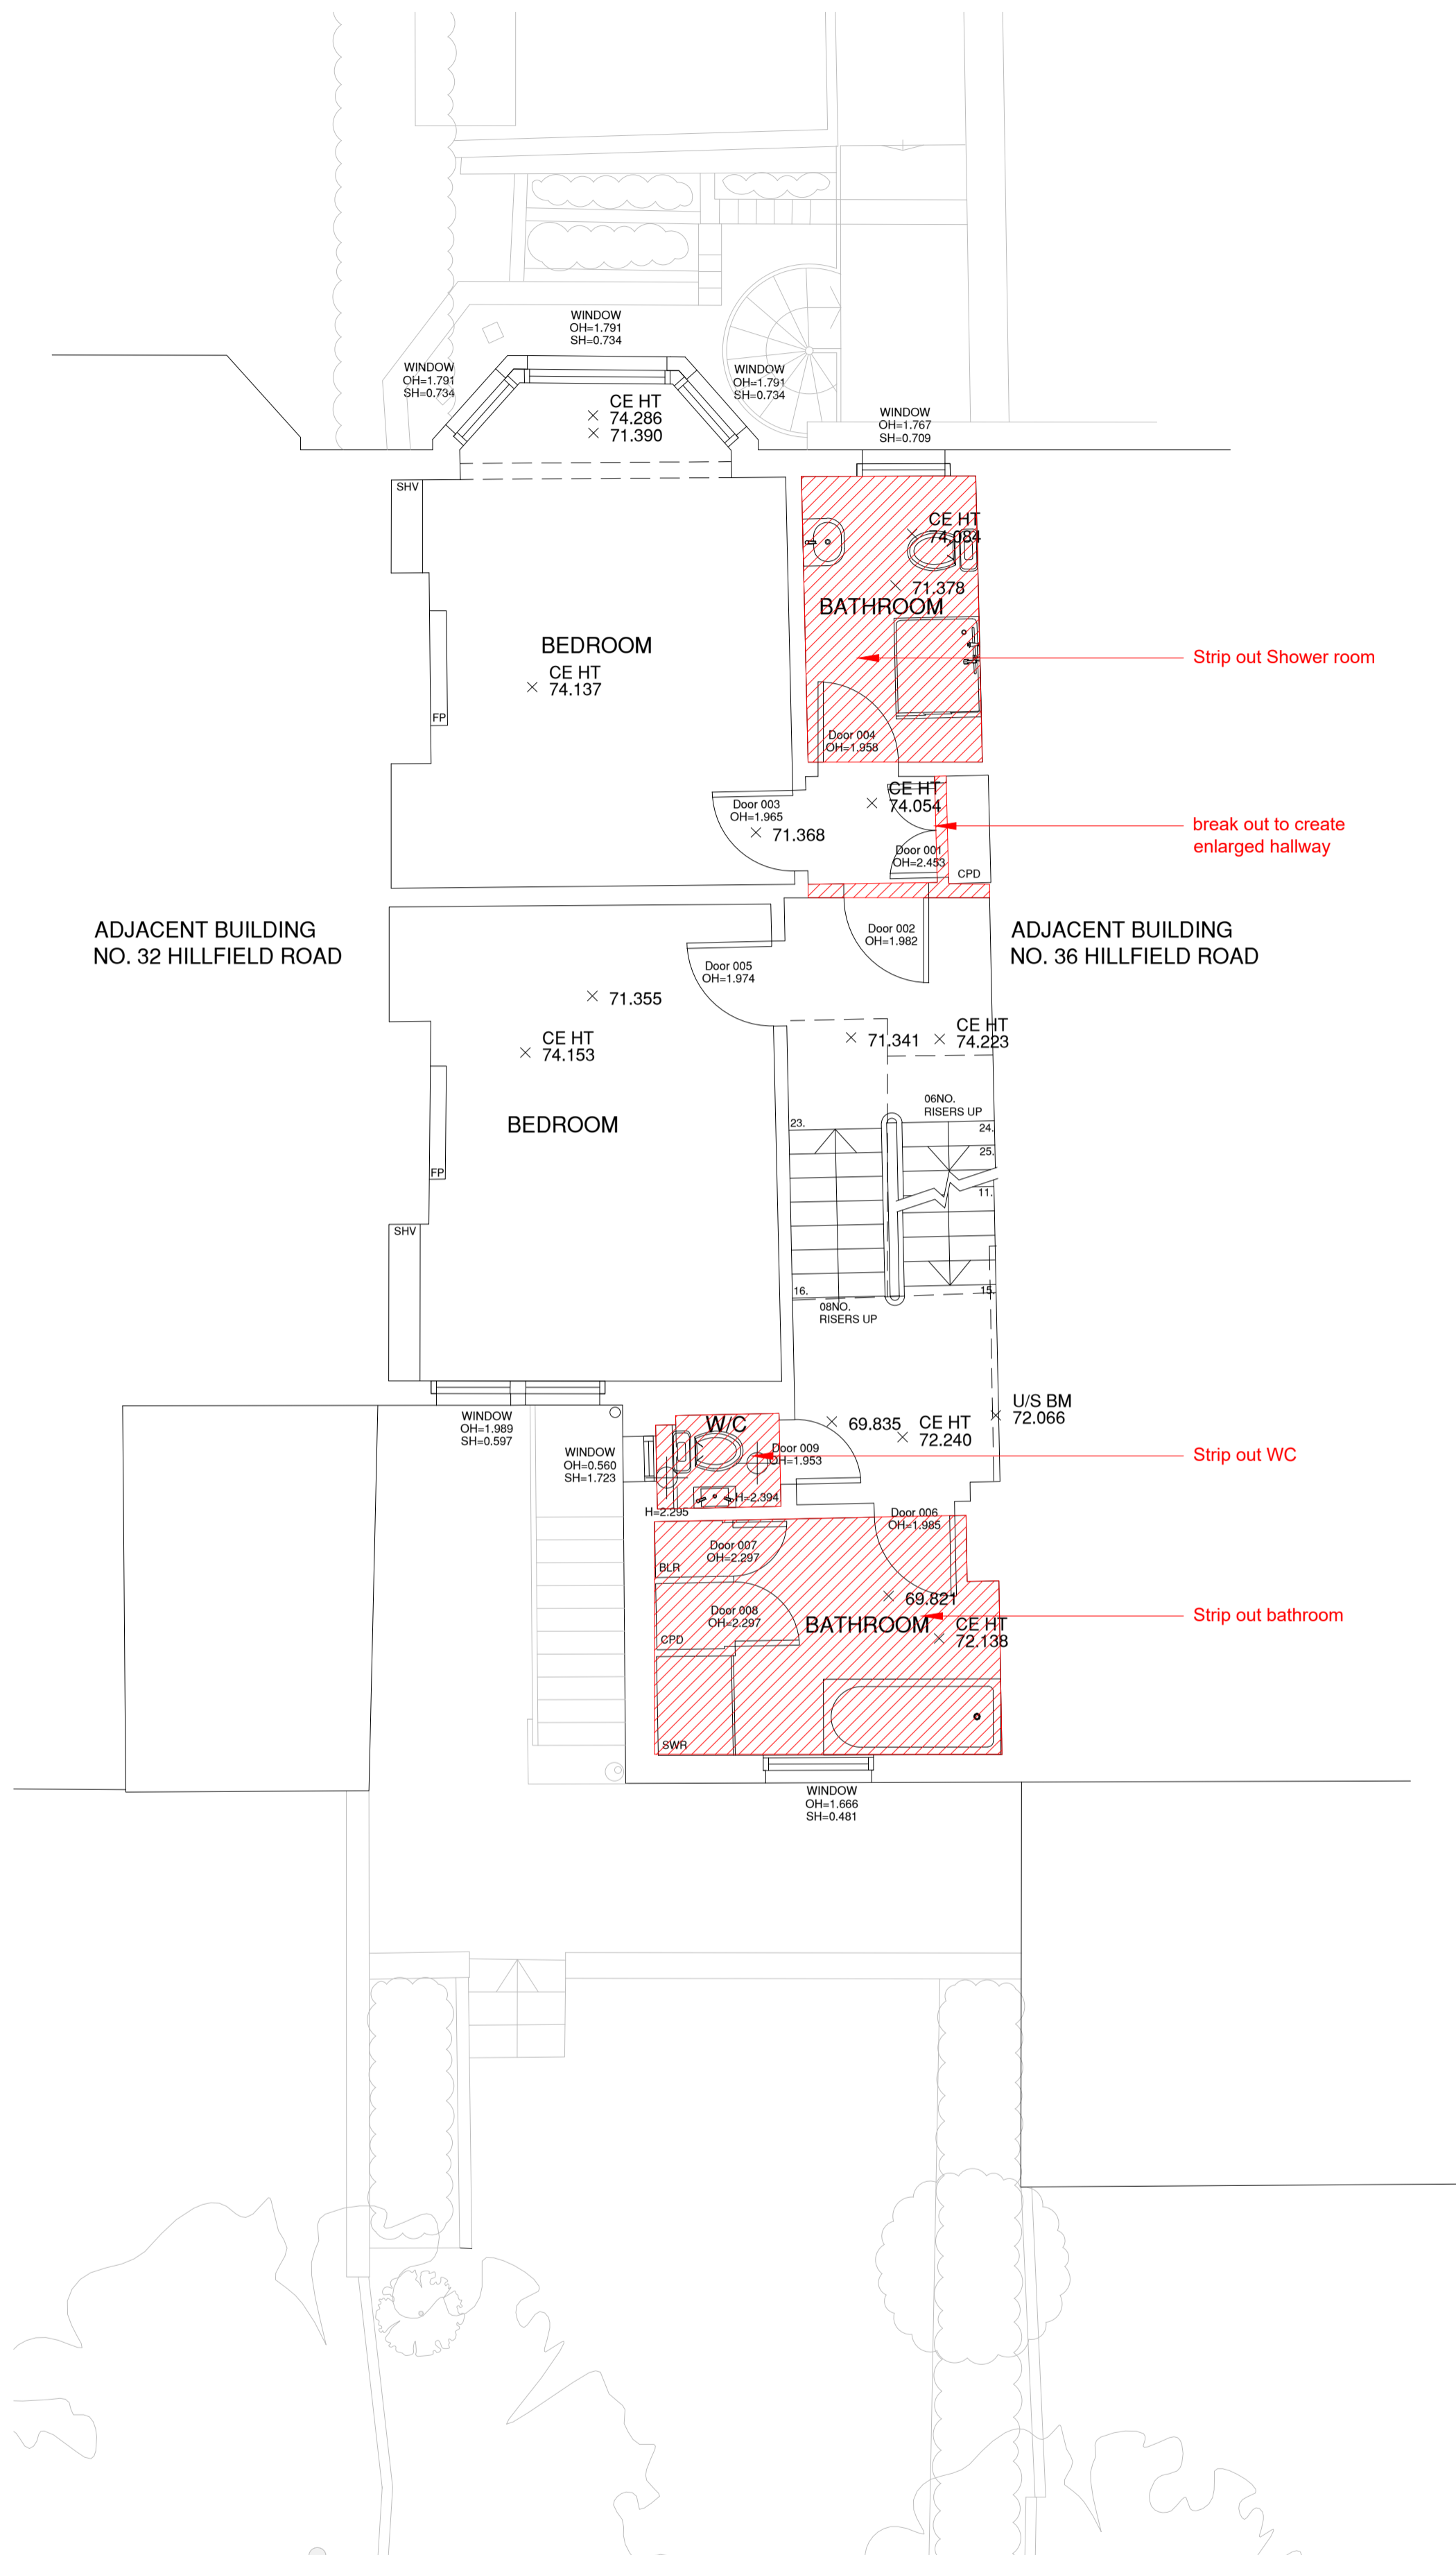 WINDOW
OH=1.791
SH=0.734
WINDOW
OH=1.791
SH=0.734
WINDOW
OH=1.791
SH=0.734
WINDOW
OH=1.767
SH=0.709
CE HT
74.286
71.390
SHV
CE HT
74.084
71.378
BATHROOM
BEDROOM
CE HT
74.137
Strip out Shower room
FP
Door 004
OH=1.958
CE HT
74.054
Door 003
OH=1.965
71.368
break out to create
enlarged hallway
Door 001
OH=2.453
CPD
ADJACENT BUILDING
NO. 32 HILLFIELD ROAD
Door 002
OH=1.982
ADJACENT BUILDING
NO. 36 HILLFIELD ROAD
Door 005
OH=1.974
71.355
CE HT
74.153
71.341
CE HT
74.223
BEDROOM
06NO.
RISERS UP
23.
24.
25.
FP
11.
SHV
16.
15.
08NO.
RISERS UP
U/S BM
72.066
WINDOW
OH=1.989
SH=0.597
W/C
69.835
CE HT
72.240
WINDOW
OH=0.560
SH=1.723
Door 009
OH=1.953
Strip out WC
H=2.394
H=2.295
Door 006
OH=1.985
Door 007
OH=2.297
BLR
69.821
Door 008
OH=2.297
BATHROOM
Strip out bathroom
CE HT
72.138
CPD
SWR
WINDOW
OH=1.666
SH=0.481